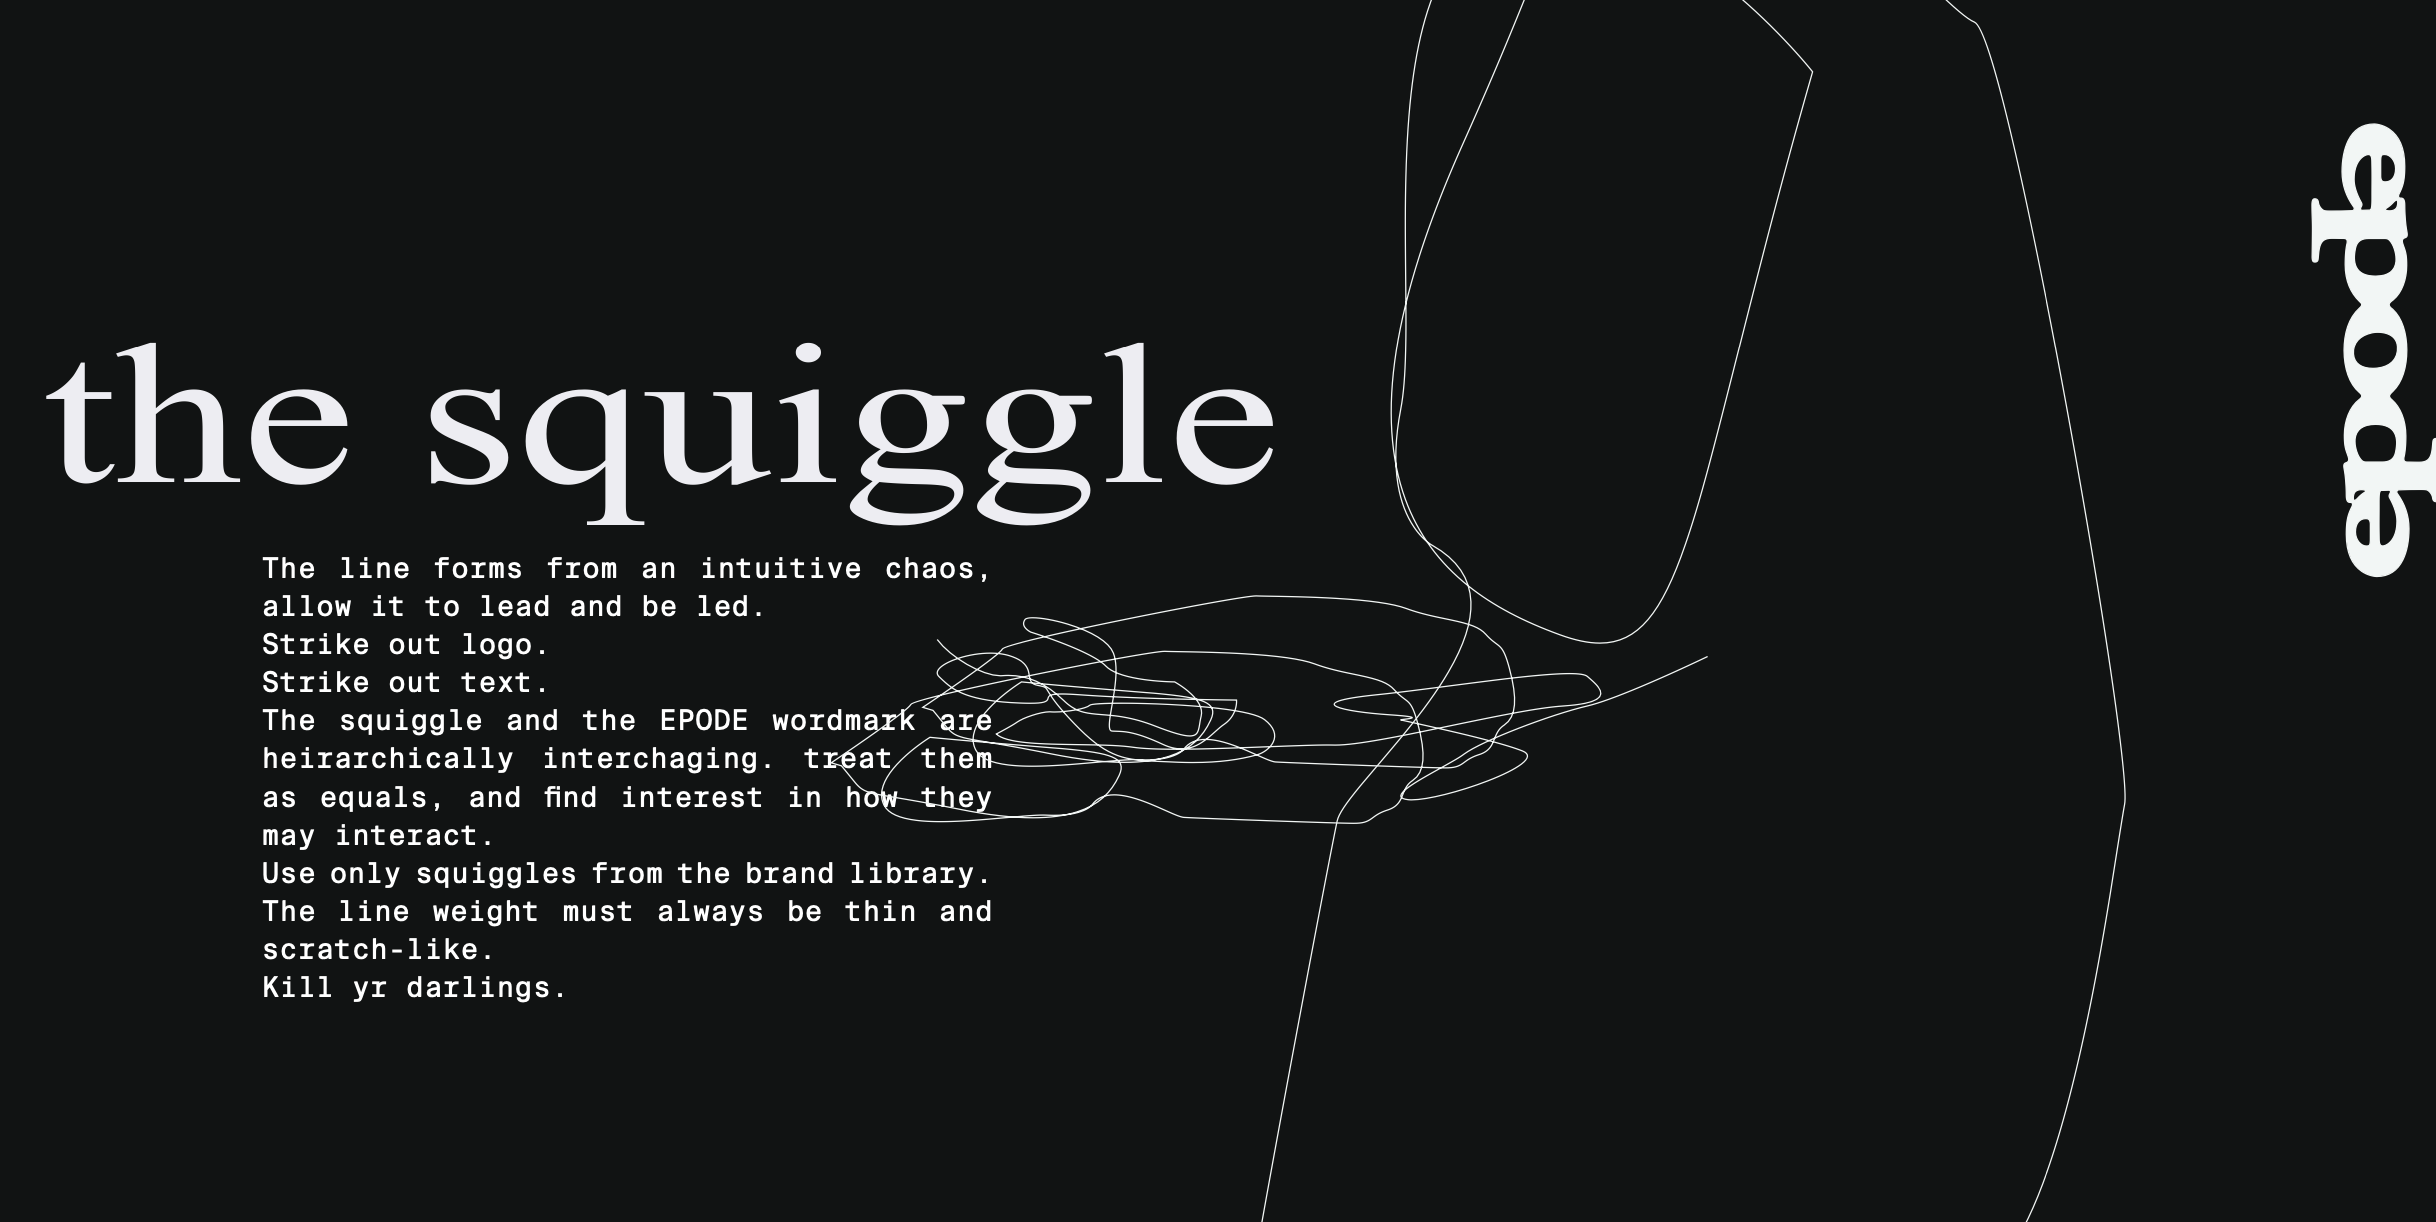 the squiggle
The line forms from an intuitive chaos,
allow it to lead and be led.
Strike out logo.
Strike out text.
The squiggle and the EPODE wordmark are
heirarchically interchaging. treat them
as equals, and find interest in how they
may interact.
Use only squiggles from the brand library.
The line weight must always be thin and
scratch-like.
Kill yr darlings.
epode